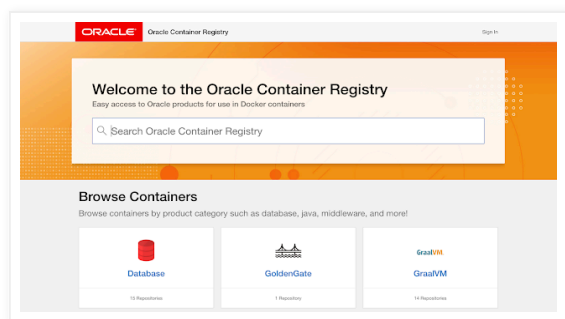 ORACLE
Oracle Container Registry
Sign In
Welcome to the Oracle Container Registry
Easy access to Oracle products for use in Docker containers
Search Oracle Container Registry
Browse Containers
Browse containers by product category such as database, java, middleware, and more!
GraalVM.
Database
GoldenGate
GraalVM
1 Repository
14 Repositories